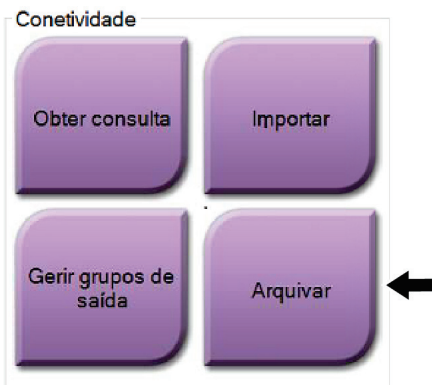 Conetividade
Obter consulta
Importar
Gerir grupos de
saída
Arquivar